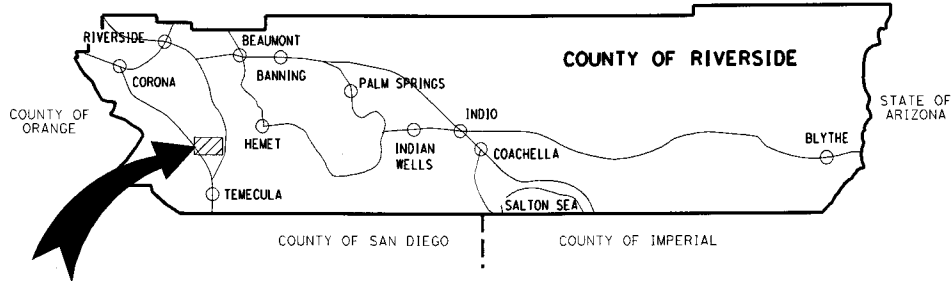 RIVERSIDE
BEAUMONT
COUNTY OF RIVERSIDE
CORONA
BANNING
PALM SPRINGS
COUNTY OF
ORANGE
STATE OF
ARIZONA
INDIO
HEMET
INDIAN
WELLS
COACHELLA
BLYTHE
TEMECULA
SALTON SEA
COUNTY OF SAN DIEGO
COUNTY OF IMPERIAL